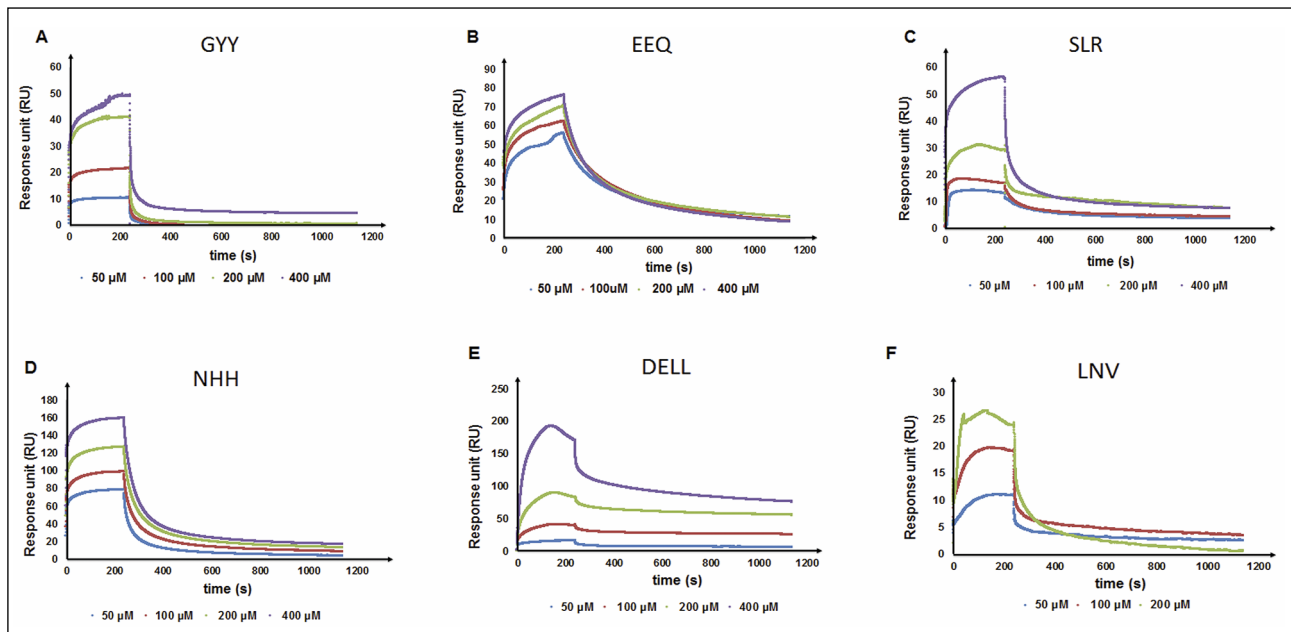 A
GYY
Response unit (RU)
60
50
40
30
20
10
0
0 200 400 600 800 1000 1200
time (s)
50 µM 100 µM 200 µM 400 µM
B
EEQ
Response unit (RU)
90
80
70
60
50
40
30
20
10
0
0 200 400 600 800 1000 1200
time (s)
50 µM 100uM 200 µM 400 µM
C
SLR
Response unit (RU)
60
50
40
30
20
10
0
0 200 400 600 800 1000 1200
time (s)
50 µM 100 µM 200 µM 400 µM
D
NHH
Response unit (RU)
180
160
140
120
100
80
60
40
20
0
0 200 400 600 800 1000 1200
time (s)
50 µM 100 µM 200 µM 400 µM
E
DELL
Response unit (RU)
250
200
150
100
50
0
0 200 400 600 800 1000 1200
time (s)
50 µM 100 µM 200 µM 400 µM
F
LNV
Response unit (RU)
30
25
20
15
10
5
0
0 200 400 600 800 1000 1200
time (s)
50 µM 100 µM 200 µM